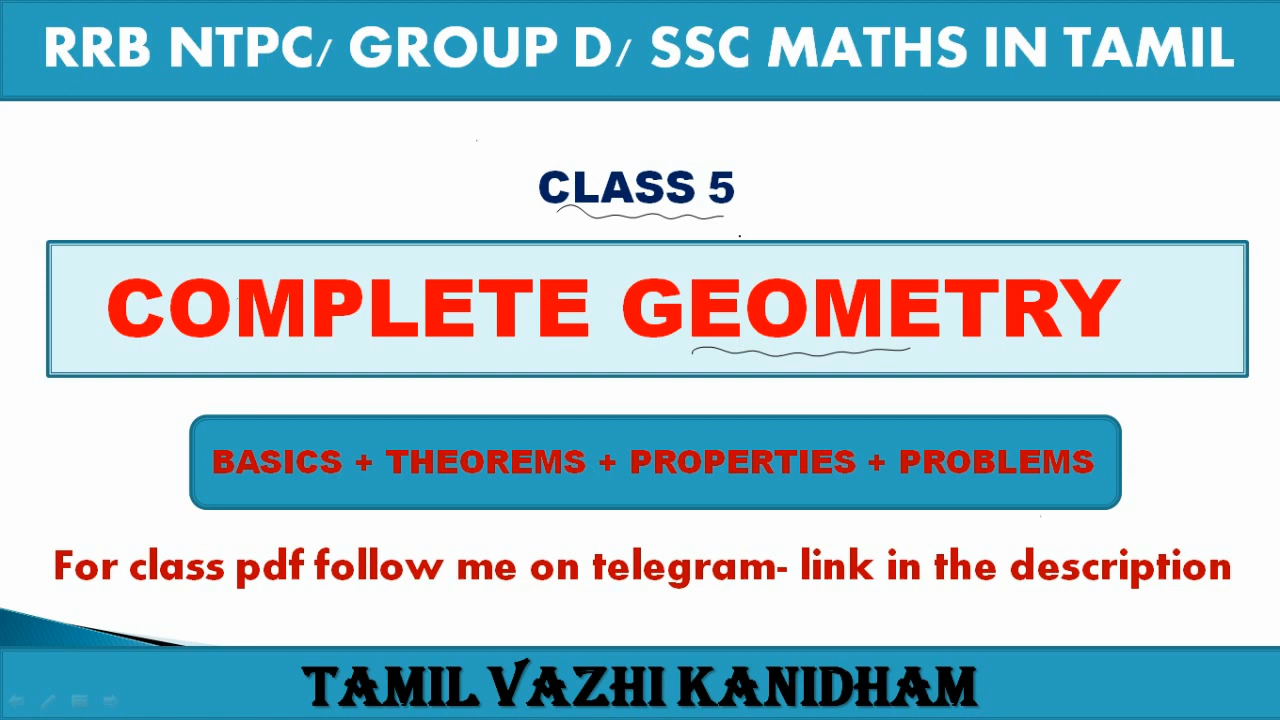 RRB NTPC/ GROUP D/ SSC MATHS IN TAMIL
CLASS 5
COMPLETE GEOMETRY
BASICS + THEOREMS + PROPERTIES + PROBLEMS
For class pdf follow me on telegram- link in the description
TAMIL VAZHI KANIDHAM